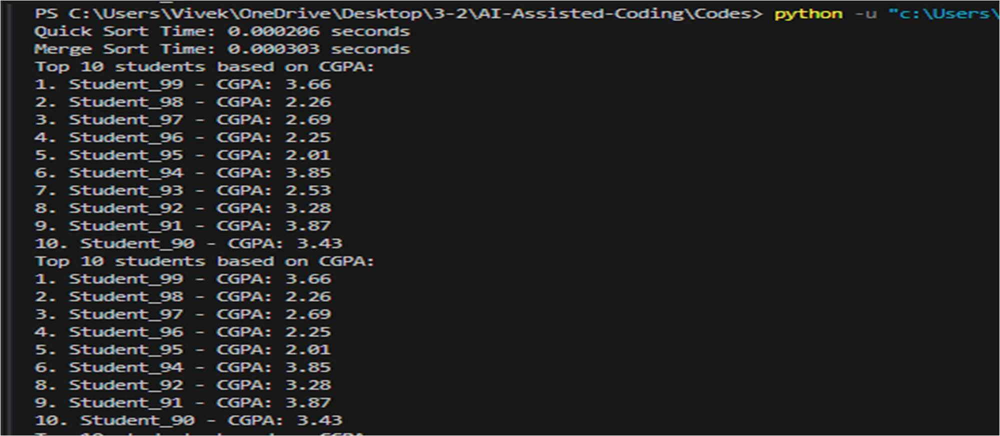 PS C:\Users\Vivek\OneDrive\Desktop\3-2\AI-Assisted-Coding\Codes> python -u "c:\Users\
Quick Sort Time: 0.000206 seconds
Merge Sort Time: 0.000303 seconds
Top 10 students based on CGPA:
1. Student_99 - CGPA: 3.66
2. Student_98 - CGPA: 2.26
3. Student_97 - CGPA: 2.69
4. Student_96 - CGPA: 2.25
5. Student_95 - CGPA: 2.01
6. Student_94 - CGPA: 3.85
7. Student_93 - CGPA: 2.53
8. Student_92 - CGPA: 3.28
9. Student_91 - CGPA: 3.87
10. Student_90 - CGPA: 3.43
Top 10 students based on CGPA:
1. Student_99 - CGPA: 3.66
2. Student_98 - CGPA: 2.26
3. Student_97 - CGPA: 2.69
4. Student_96 - CGPA: 2.25
5. Student_95 - CGPA: 2.01
6. Student_94 - CGPA: 3.85
8. Student_92 - CGPA: 3.28
9. Student_91 - CGPA: 3.87
10. Student_90 - CGPA: 3.43